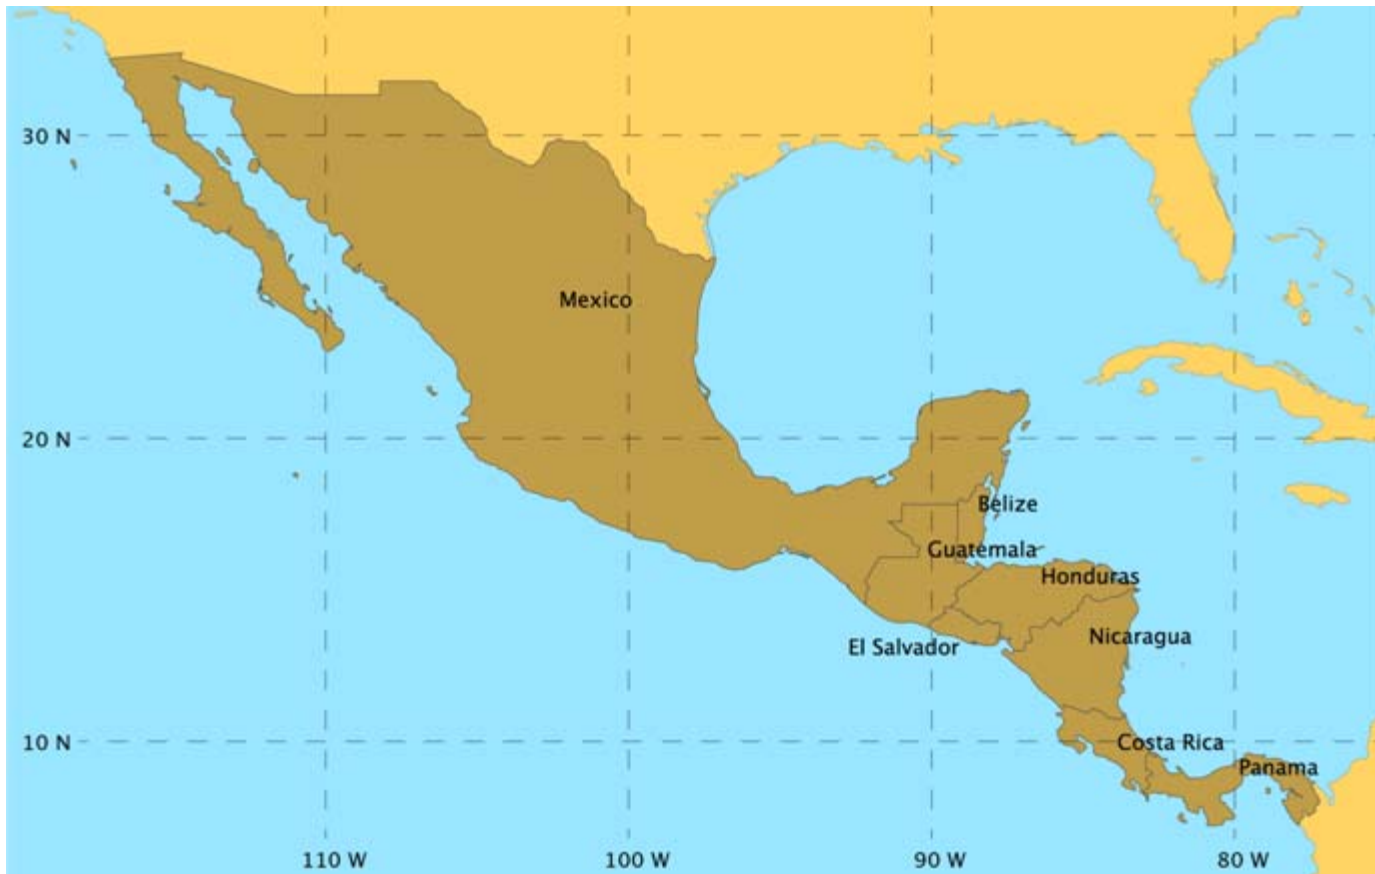 30 N
Mexico
20 N
Belize
Guatemala
Honduras
Nicaragua
El Salvador
10 N
Costa Rica
Panama
110 W
100 W
90 W
80 W